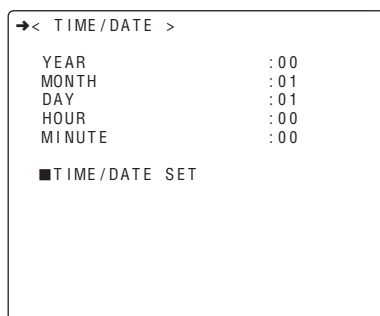 ➔< TIME/DATE >
YEAR :00
MONTH :01
DAY :01
HOUR :00
MINUTE :00
■TIME/DATE SET